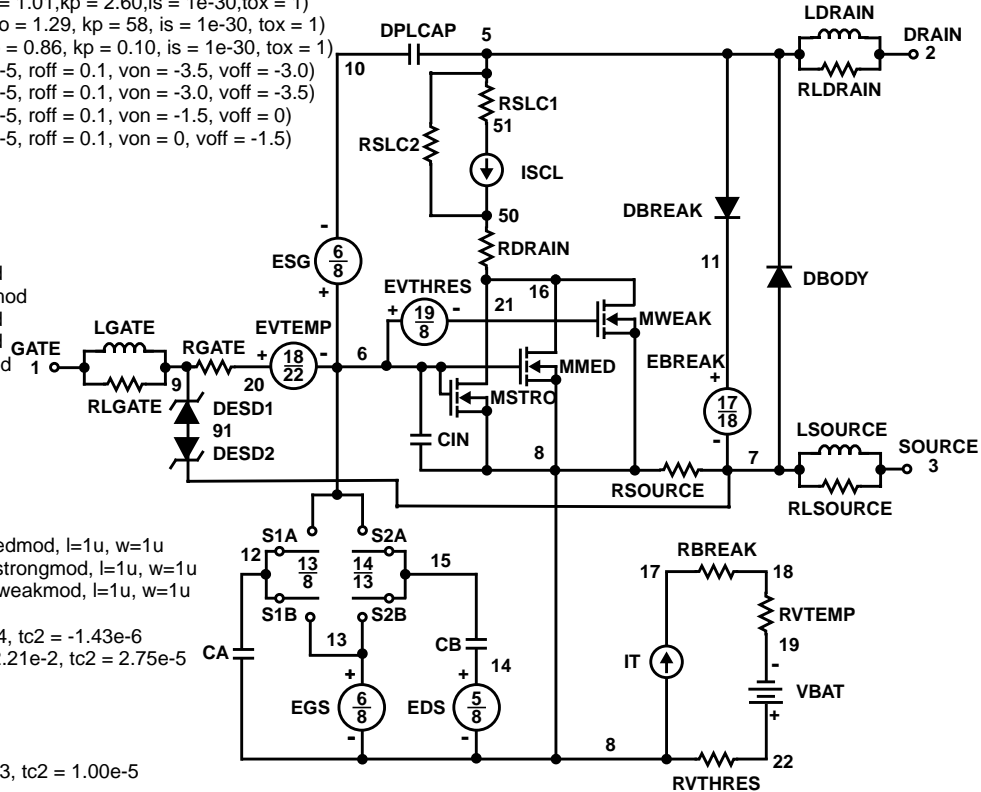 = 1.01,kp = 2.60,is = 1e-30,tox = 1)
o = 1.29, kp = 58, is = 1e-30, tox = 1)
= 0.86, kp = 0.10, is = 1e-30, tox = 1)
-5, roff = 0.1, von = -3.5, voff = -3.0)
-5, roff = 0.1, von = -3.0, voff = -3.5)
-5, roff = 0.1, von = -1.5, voff = 0)
-5, roff = 0.1, von = 0, voff = -1.5)
LDRAIN
DPLCAP
5
DRAIN
2
10
RLDRAIN
RSLC1
51
RSLC2
ISCL
50
DBREAK
RDRAIN
ESG
6
8
-
+
11
DBODY
EVTHRES
16
21
+
19
8
-
MWEAK
nod
d
LGATE
EVTEMP
GATE
1
RGATE
+
18
22
-
6
EBREAK
+
MMED
9
20
MSTRO
17
18
-
RLGATE
DESD1
91
DESD2
CIN
LSOURCE
SOURCE
3
8
7
RSOURCE
RLSOURCE
edmod, l=1u, w=1u
strongmod, l=1u, w=1u
weakmod, l=1u, w=1u
4, tc2 = -1.43e-6
2.21e-2, tc2 = 2.75e-5
S1A
S2A
12
13
8
14
13
15
S1B
S2B
13
CA
CB
14
+
+
EGS
6
8
-
EDS
5
8
-
RBREAK
17
18
RVTEMP
19
-
IT
VBAT
+
8
22
RVTHRES
3, tc2 = 1.00e-5